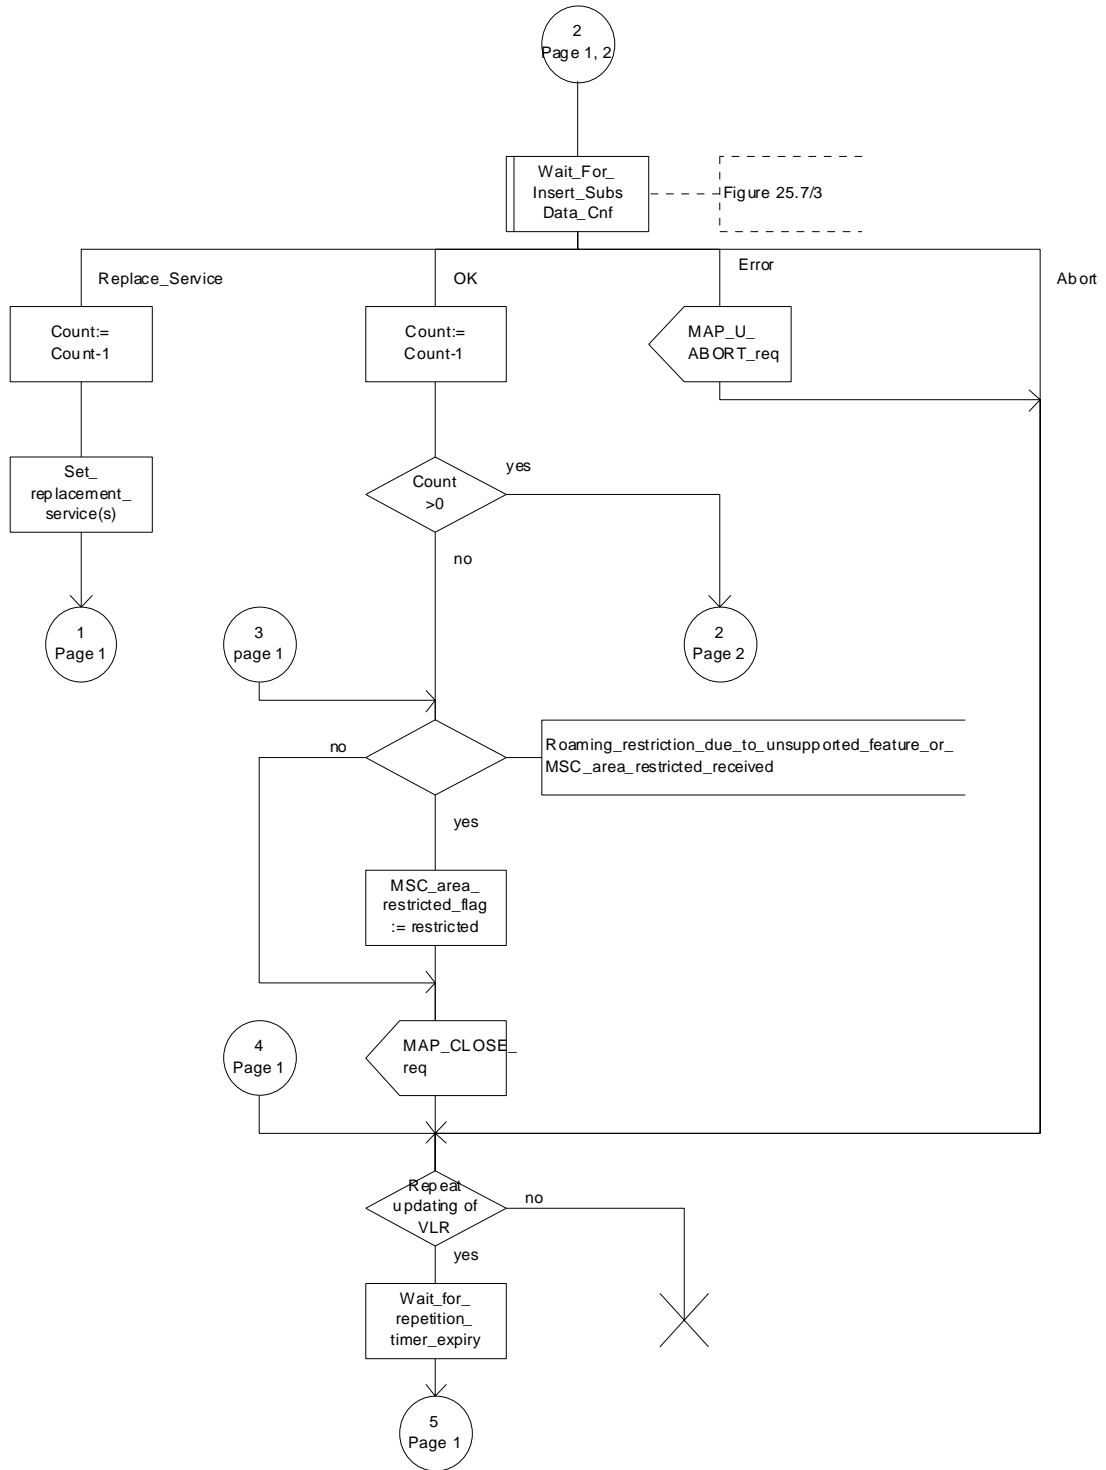 2
Page 1, 2
Wait_For_
Insert_Subs
Data_Cnf
Figure 25.7/3
Replace_Service
OK
Error
Abort
Count:=
Count-1
Count:=
Count-1
MAP_U_
ABORT_req
Set_
replacement_
service(s)
Count
>0
yes
no
1
Page 1
3
page 1
2
Page 2
no
Roaming_restriction_due_to_unsupported_feature_or_
MSC_area_restricted_received
yes
MSC_area_
restricted_flag
:= restricted
4
Page 1
MAP_CLOSE_
req
Repeat
updating of
VLR
no
yes
Wait_for_
repetition_
timer_expiry
5
Page 1